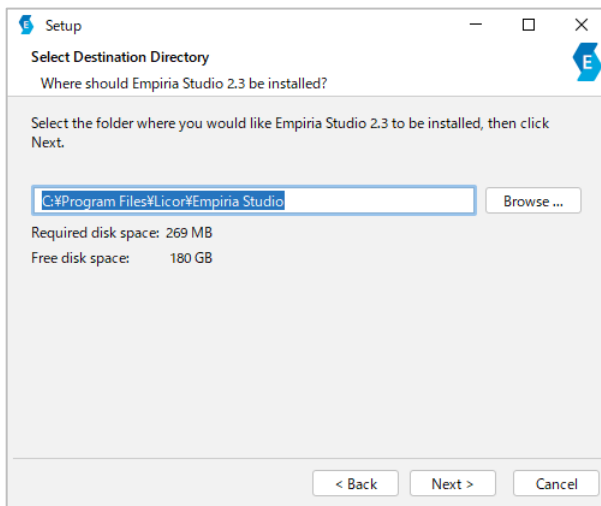 E Setup
Select Destination Directory
Where should Empiria Studio 2.3 be installed?
E
Select the folder where you would like Empiria Studio 2.3 to be installed, then click
Next.
C:¥Program Files¥Licor¥Empiria Studio
Browse ...
Required disk space: 269 MB
Free disk space: 180 GB
< Back Next > Cancel